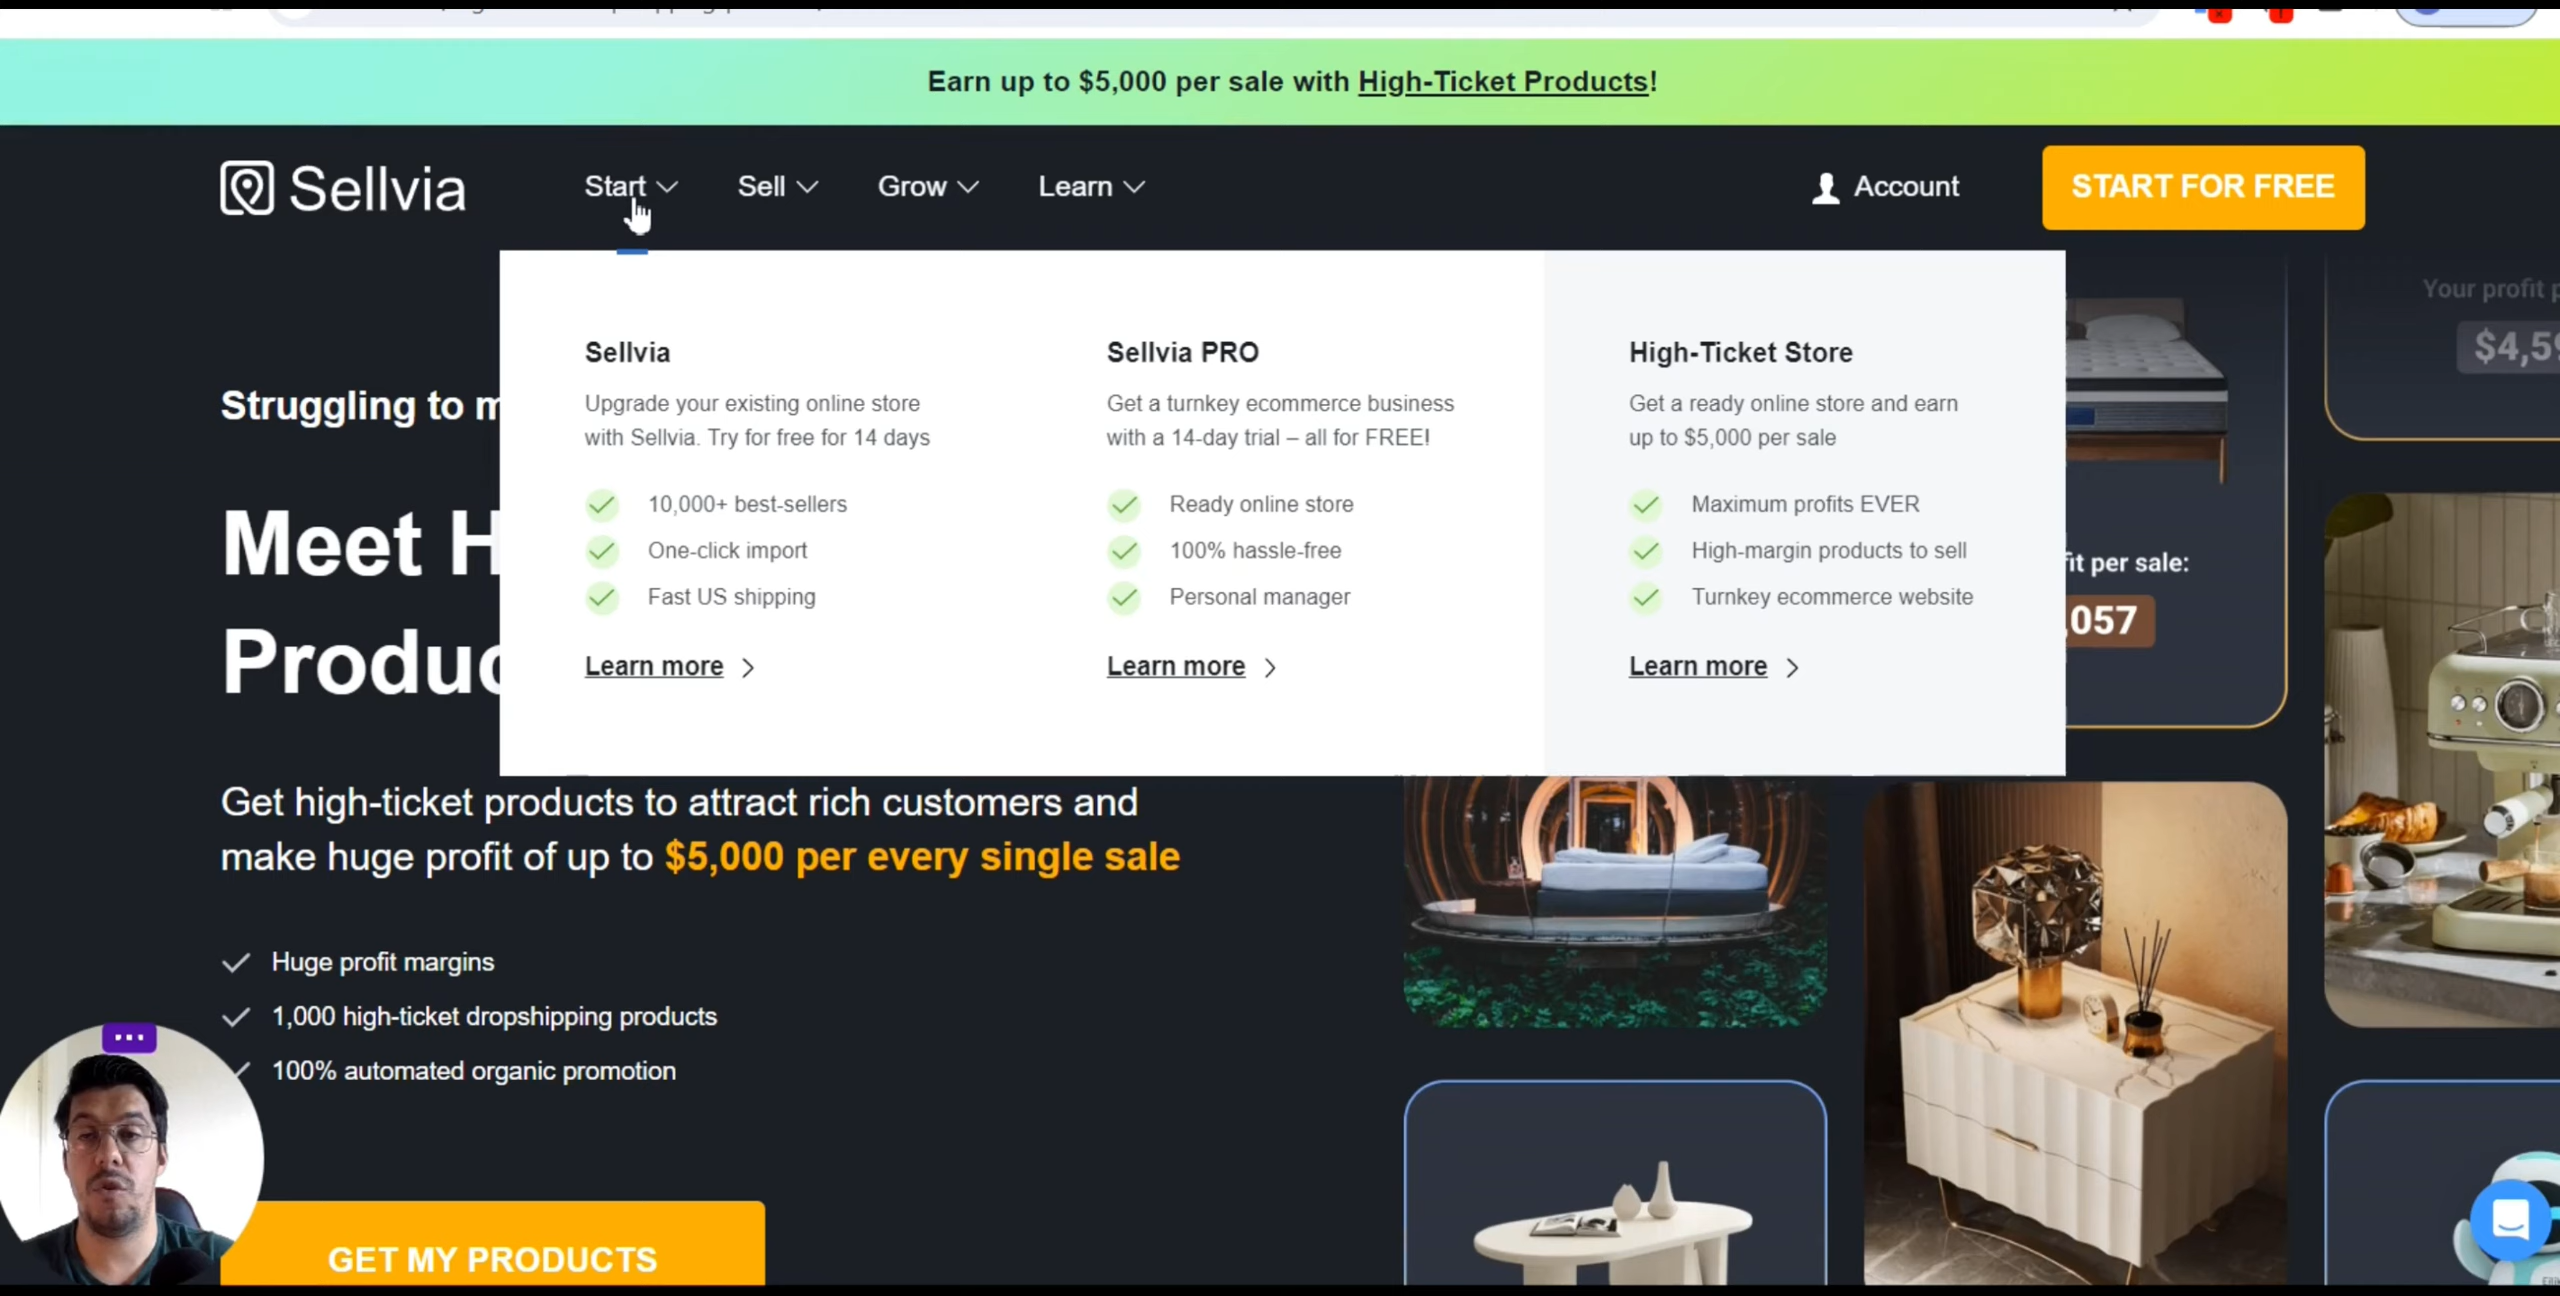 Earn up to $5,000 per sale with High-Ticket Products!
Sellvia
Start
Sell
Grow
Learn
Account
START FOR FREE
Sellvia
Upgrade your existing online store
with Sellvia. Try for free for 14 days
10,000+ best-sellers
One-click import
Fast US shipping
Learn more
Sellvia PRO
Get a turnkey ecommerce business
with a 14-day trial – all for FREE!
Ready online store
100% hassle-free
Personal manager
Learn more
High-Ticket Store
Get a ready online store and earn
up to $5,000 per sale
Maximum profits EVER
High-margin products to sell
Turnkey ecommerce website
Learn more
Your profit
$4,59
per sale:
057
Struggling to
Meet
Get high-ticket products to attract rich customers and
make huge profit of up to $5,000 per every single sale
Huge profit margins
1,000 high-ticket dropshipping products
100% automated organic promotion
GET MY PRODUCTS